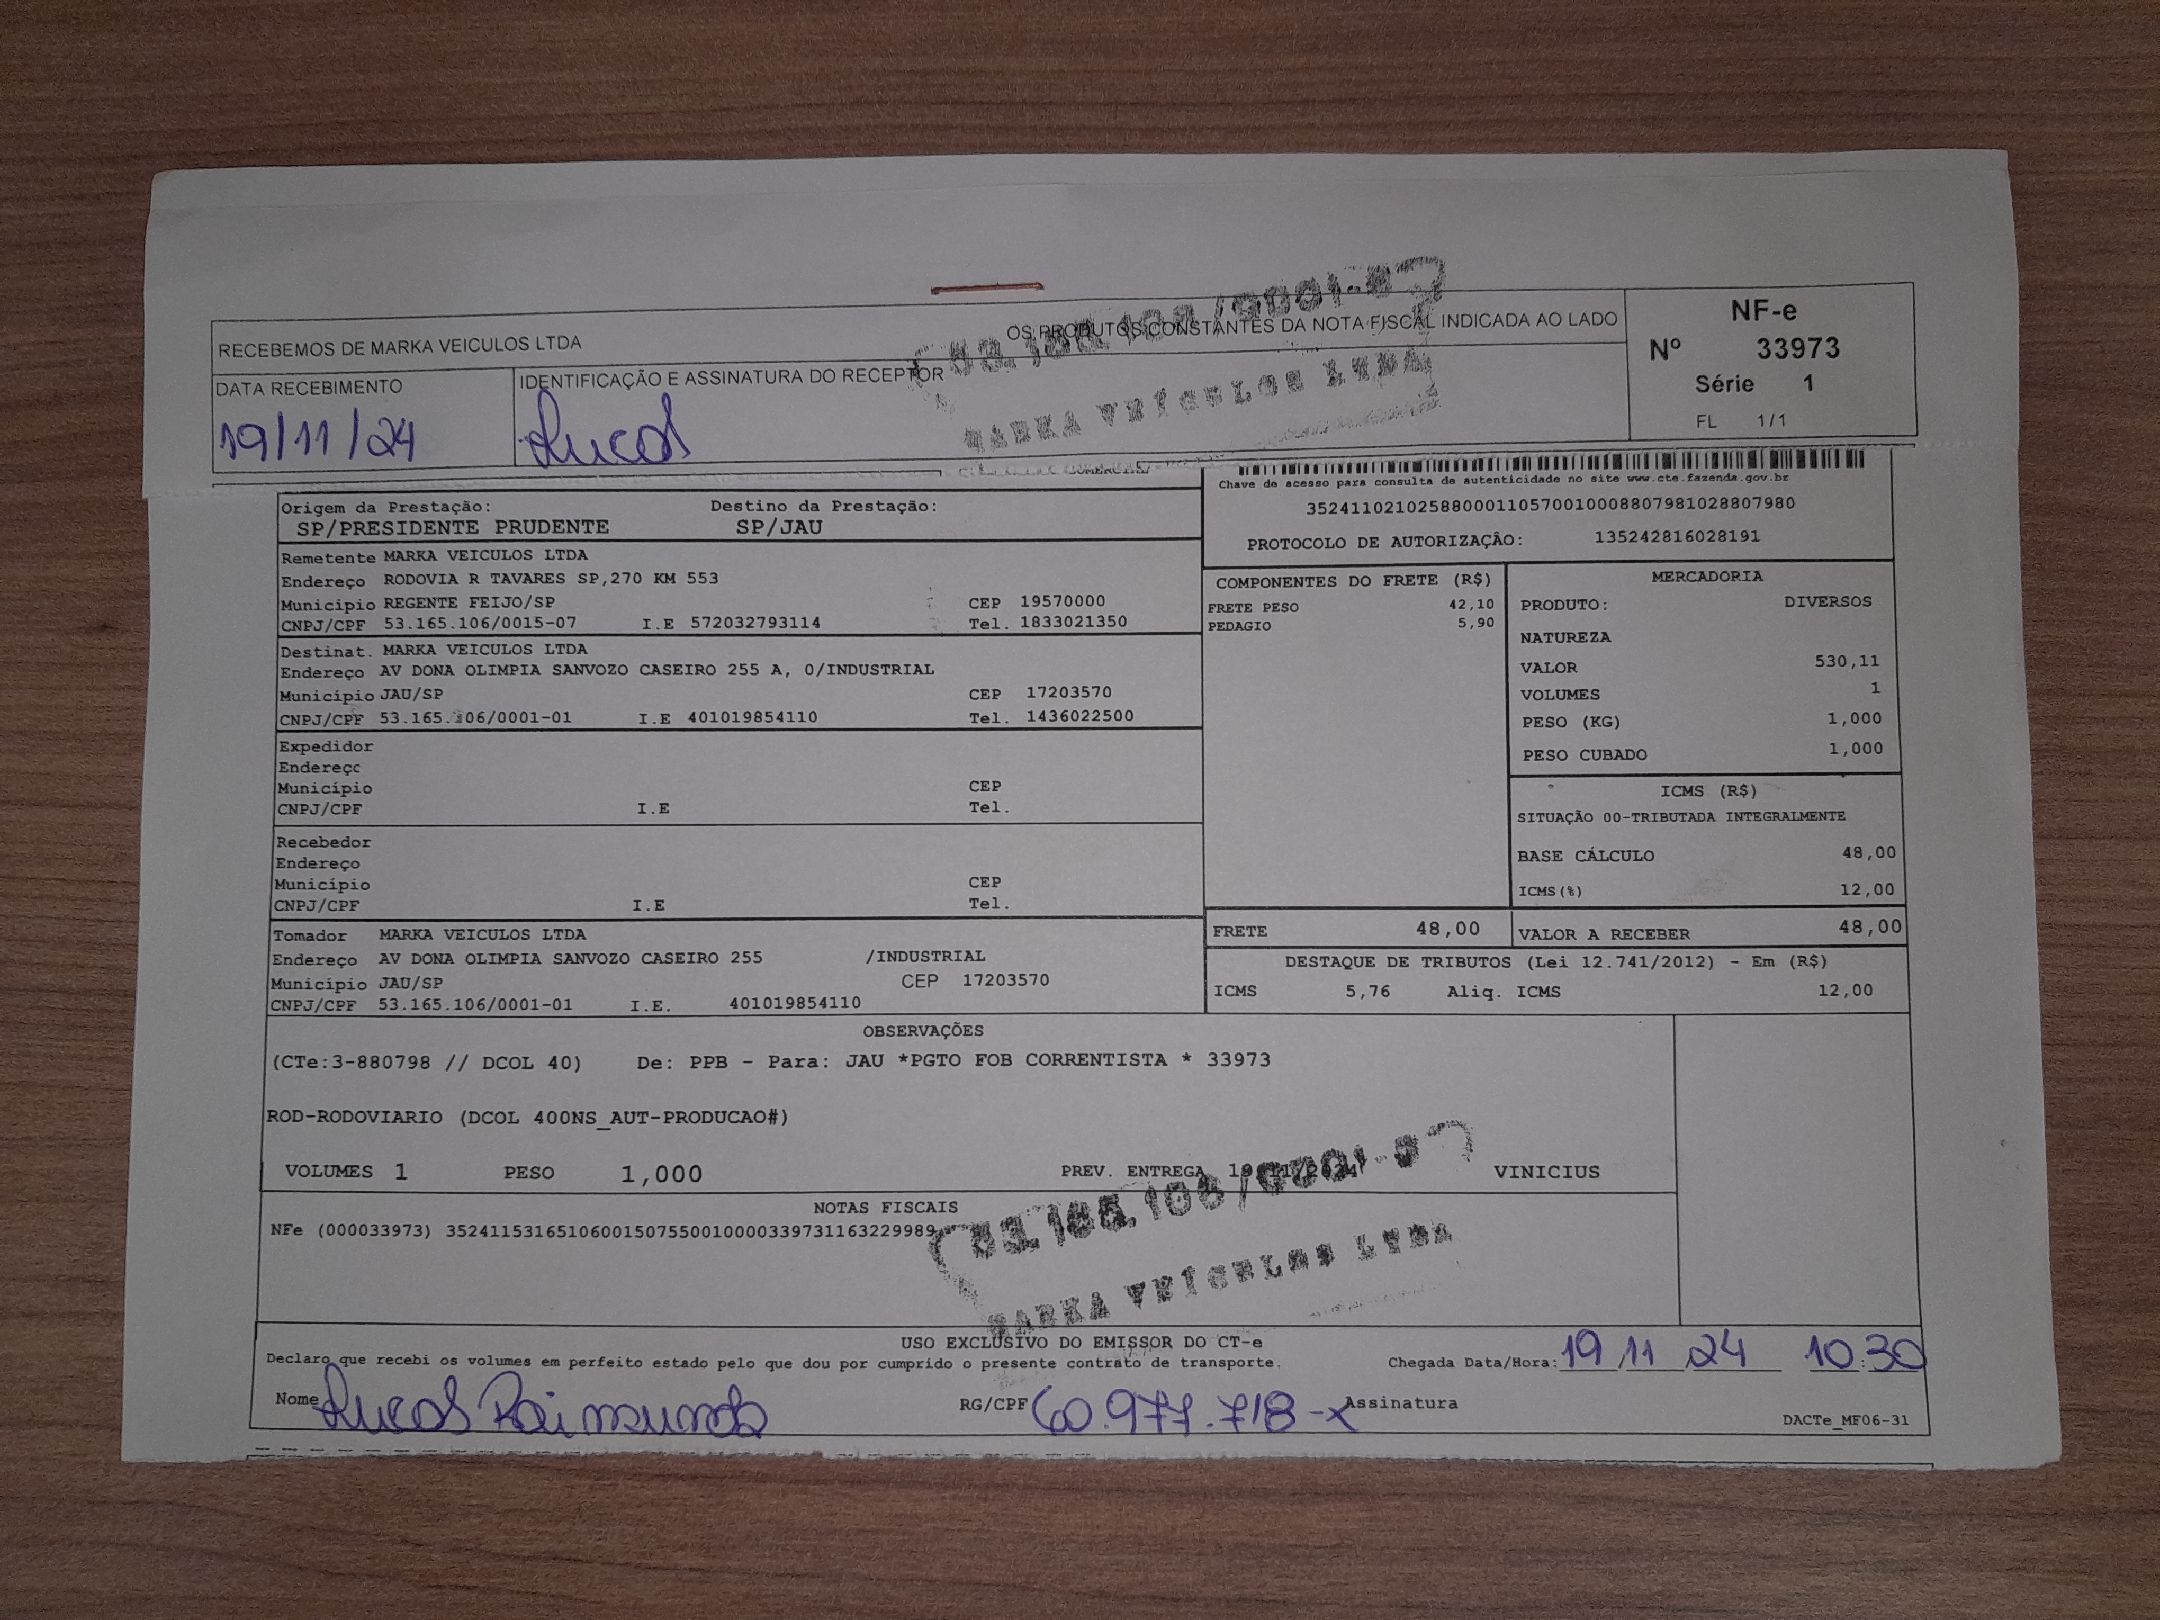 RECEBEMOS DE MARKA VEICULOS LTDA OS PRODUTOS CONSTANTES DA NOTA FISCAL INDICADA AO LADO
DATA RECEBIMENTO
19/11/24
IDENTIFICAÇÃO E ASSINATURA DO RECEPTOR
Lucas
MARKA VEÍCULOS LTDA
NF-e
Nº 33973
Série 1
FL 1/1
Origem da Prestação: Destino da Prestação:
SP/PRESIDENTE PRUDENTE SP/JAU
Chave de acesso para consulta de autenticidade no site www.cte.fazenda.gov.br
35241102102588000110570010008807981028807980
PROTOCOLO DE AUTORIZAÇÃO: 135242816028191
Remetente MARKA VEICULOS LTDA
Endereço RODOVIA R TAVARES SP,270 KM 553
Município REGENTE FEIJO/SP CEP 19570000
CNPJ/CPF 53.165.106/0015-07 I.E 572032793114 Tel. 1833021350
Destinat. MARKA VEICULOS LTDA
Endereço AV DONA OLIMPIA SANVOZO CASEIRO 255 A, 0/INDUSTRIAL
Município JAU/SP CEP 17203570
CNPJ/CPF 53.165.106/0001-01 I.E 401019854110 Tel. 1436022500
Expedidor
Endereço
Município CEP
CNPJ/CPF I.E Tel.
Recebedor
Endereço
Município CEP
CNPJ/CPF I.E Tel.
Tomador MARKA VEICULOS LTDA
Endereço AV DONA OLIMPIA SANVOZO CASEIRO 255 /INDUSTRIAL
Município JAU/SP CEP 17203570
CNPJ/CPF 53.165.106/0001-01 I.E. 401019854110
COMPONENTES DO FRETE (R$)
FRETE PESO 42,10
PEDAGIO 5,90
MERCADORIA
PRODUTO: DIVERSOS
NATUREZA
VALOR 530,11
VOLUMES 1
PESO (KG) 1,000
PESO CUBADO 1,000
ICMS (R$)
SITUAÇÃO 00-TRIBUTADA INTEGRALMENTE
BASE CÁLCULO 48,00
ICMS(%) 12,00
FRETE 48,00 VALOR A RECEBER 48,00
DESTAQUE DE TRIBUTOS (Lei 12.741/2012) - Em (R$)
ICMS 5,76 Aliq. ICMS 12,00
OBSERVAÇÕES
(CTe:3-880798 // DCOL 40) De: PPB - Para: JAU *PGTO FOB CORRENTISTA * 33973
ROD-RODOVIARIO (DCOL 400NS_AUT-PRODUCAO#)
VOLUMES 1 PESO 1,000 PREV. ENTREGA VINICIUS
NOTAS FISCAIS
NFe (000033973) 35241153165106001507550010000339731163229989
MARKA VEÍCULOS LTDA
USO EXCLUSIVO DO EMISSOR DO CT-e
Declaro que recebi os volumes em perfeito estado pelo que dou por cumprido o presente contrato de transporte. Chegada Data/Hora: 19/11/24 10:30
Nome Lucas Raimundo RG/CPF 60.977.718-x Assinatura
DACTe_MF06-31